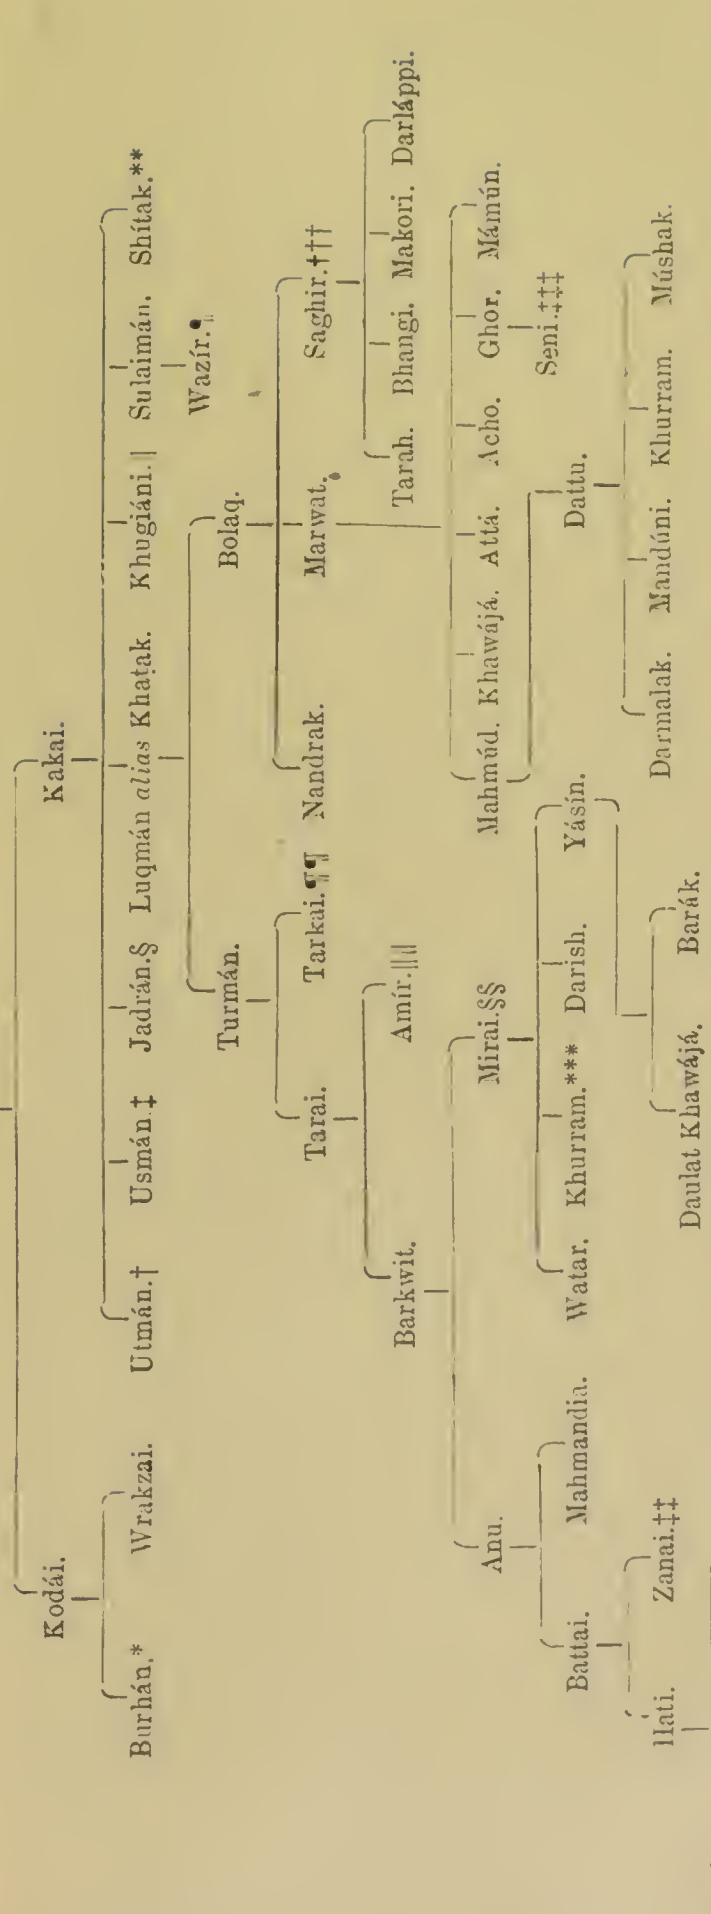 Kodái. Kakai.
Burhán.* Wrakzai. Utmán.† Usmán.‡ Jadrán.§ Luqmán alias Khaṭak. Khugiáni.|| Sulaimán. Shítak.**
Wazír.¶
Turmán. Bolaq.
Tarai. Tarkai.¶¶ Nandrak. Marwat. Saghir.†††
Barkwit. Amír.|||| Tarah. Bhangi. Makori. Darláppi.
Anu. Mirai.§§ Mahmúd. Khawájá. Attá. Acho. Ghor. Mámún.
Seni.‡‡‡
Battai. Mahmandia. Watar. Khurram.*** Darish. Yásín. Dattu.
Hati. Zanai.‡‡ Darmalak. Mandúni. Khurram. Múshak.
Daulat Khawájá. Barák.